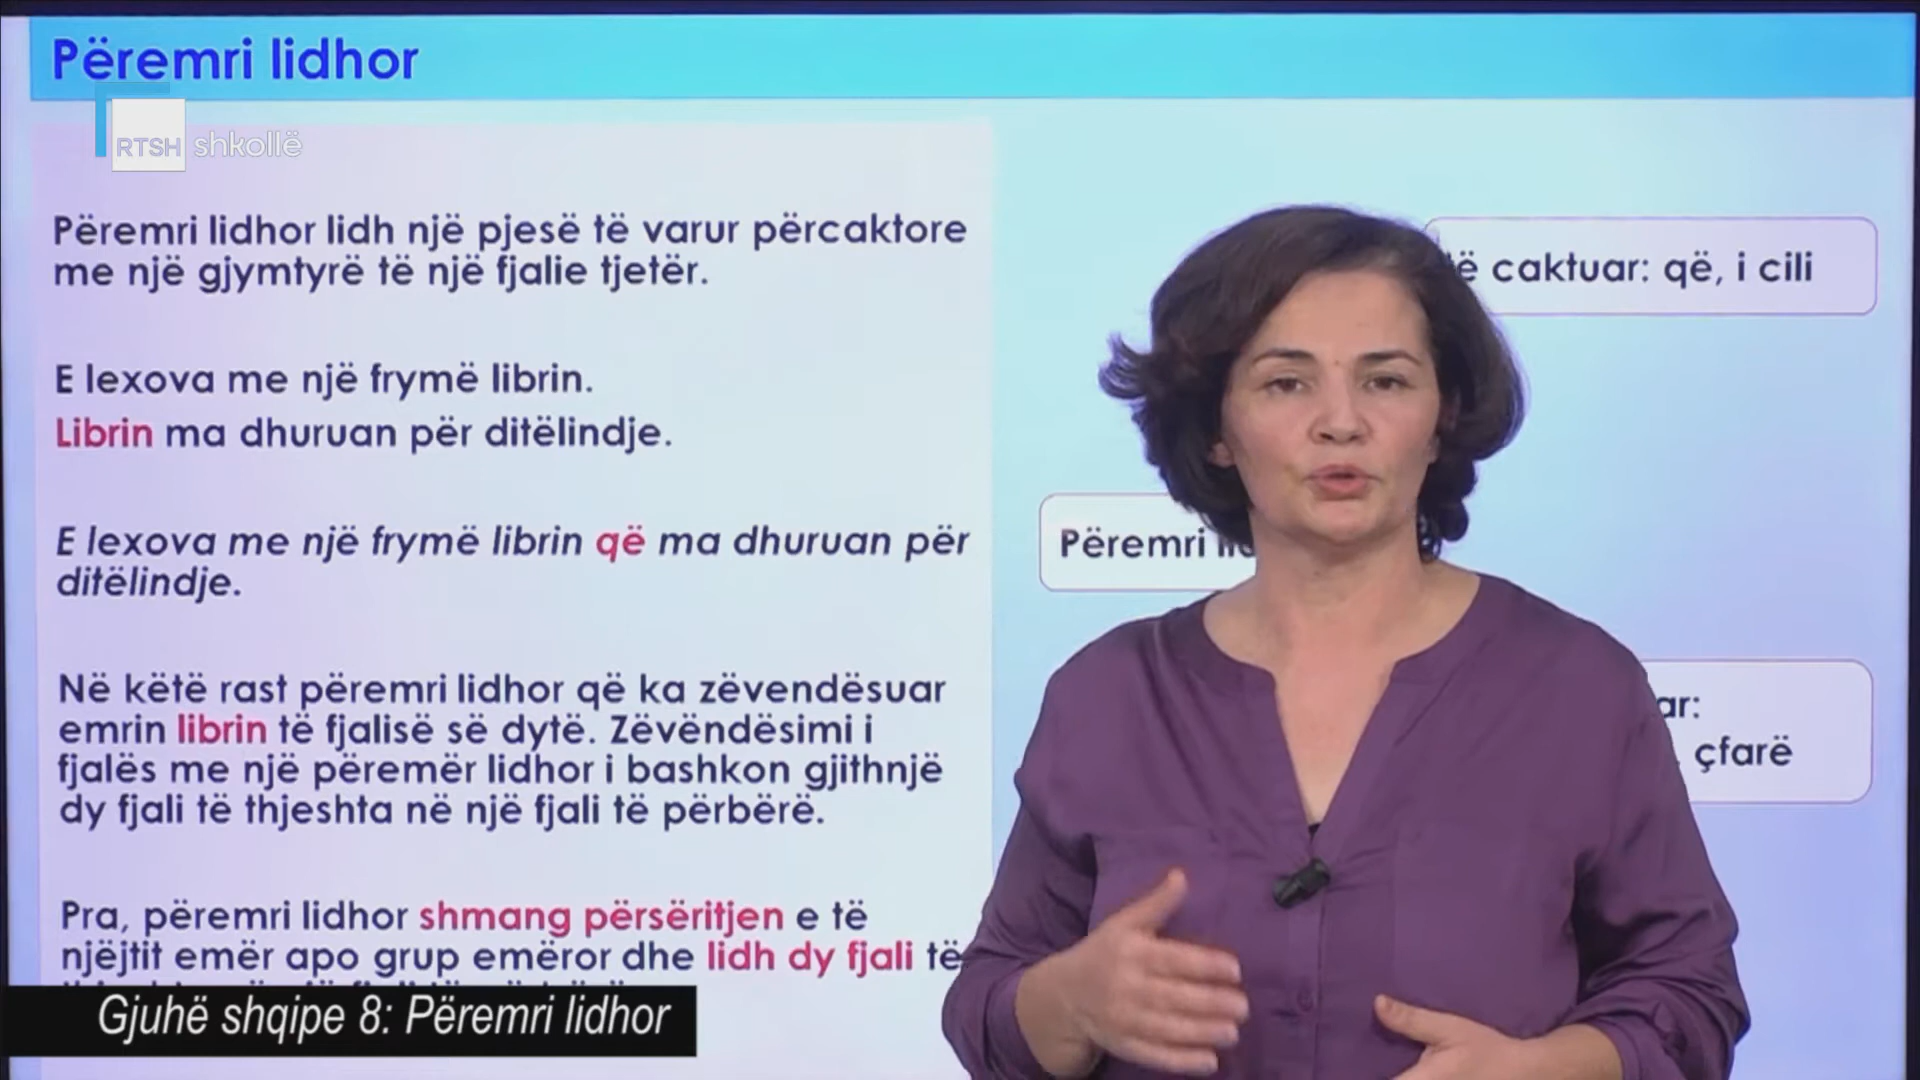 Përemri lidhor
RTSH shkollë
Përemri lidhor lidh një pjesë të varur përcaktore
me një gjymtyrë të një fjalie tjetër.
E lexova me një frymë librin.
Librin ma dhuruan për ditëlindje.
E lexova me një frymë librin që ma dhuruan për
ditëlindje.
Në këtë rast përemri lidhor që ka zëvendësuar
emrin librin të fjalisë së dytë. Zëvëndësimi i
fjalës me një përemër lidhor i bashkon gjithnjë
dy fjali të thjeshta në një fjali të përbërë.
Pra, përemri lidhor shmang përsëritjen e të
njëjtit emër apo grup emëror dhe lidh dy fjali të
caktuar: që, i cili
Përemri
çfarë
Gjuhë shqipe 8: Përemri lidhor